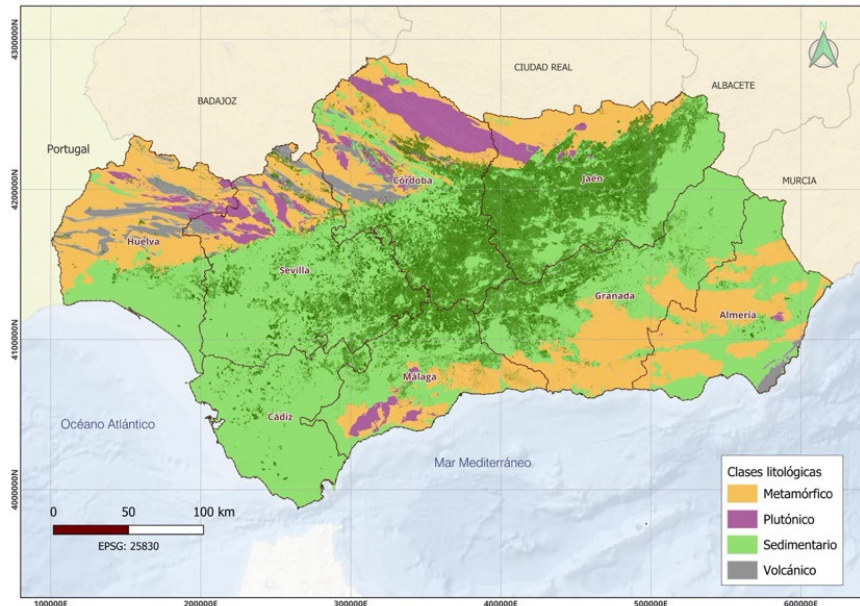 N
CIUDAD REAL
ALBACETE
BADAJOZ
Portugal
MURCIA
Córdoba
Jaén
Huelva
Sevilla
Granada
Almería
Málaga
Cádiz
Océano Atlántico
Mar Mediterráneo
0 50 100 km
EPSG: 25830
Clases litológicas
Metamórfico
Plutónico
Sedimentario
Volcánico
4300000N
4200000N
4100000N
4000000N
100000E 200000E 300000E 400000E 500000E 600000E